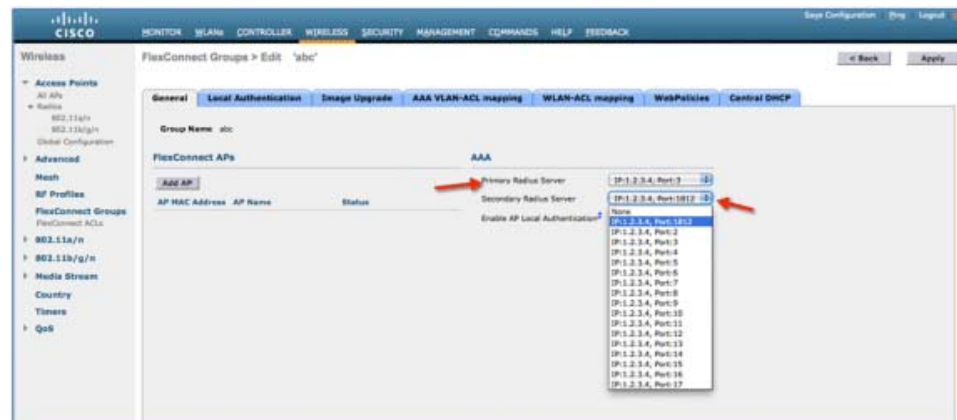 Save Configuration Ping Logout
CISCO
MONITOR WLANs CONTROLLER WIRELESS SECURITY MANAGEMENT COMMANDS HELP FEEDBACK
Wireless
FlexConnect Groups > Edit 'abc'
< Back
Apply
Access Points
All APs
Radios
802.11a/n
802.11b/g/n
Global Configuration
Advanced
Mesh
RF Profiles
FlexConnect Groups
FlexConnect ACLs
802.11a/n
802.11b/g/n
Media Stream
Country
Timers
QoS
General Local Authentication Image Upgrade AAA VLAN-ACL mapping WLAN-ACL mapping WebPolicies Central DHCP
Group Name abc
FlexConnect APs
Add AP
AP MAC Address AP Name Status
AAA
Primary Radius Server IP:1.2.3.4, Port:3
Secondary Radius Server IP:1.2.3.4, Port:1812
Enable AP Local Authentication
None
IP:1.2.3.4, Port:1812
IP:1.2.3.4, Port:2
IP:1.2.3.4, Port:3
IP:1.2.3.4, Port:4
IP:1.2.3.4, Port:5
IP:1.2.3.4, Port:6
IP:1.2.3.4, Port:7
IP:1.2.3.4, Port:8
IP:1.2.3.4, Port:9
IP:1.2.3.4, Port:10
IP:1.2.3.4, Port:11
IP:1.2.3.4, Port:12
IP:1.2.3.4, Port:13
IP:1.2.3.4, Port:14
IP:1.2.3.4, Port:15
IP:1.2.3.4, Port:16
IP:1.2.3.4, Port:17